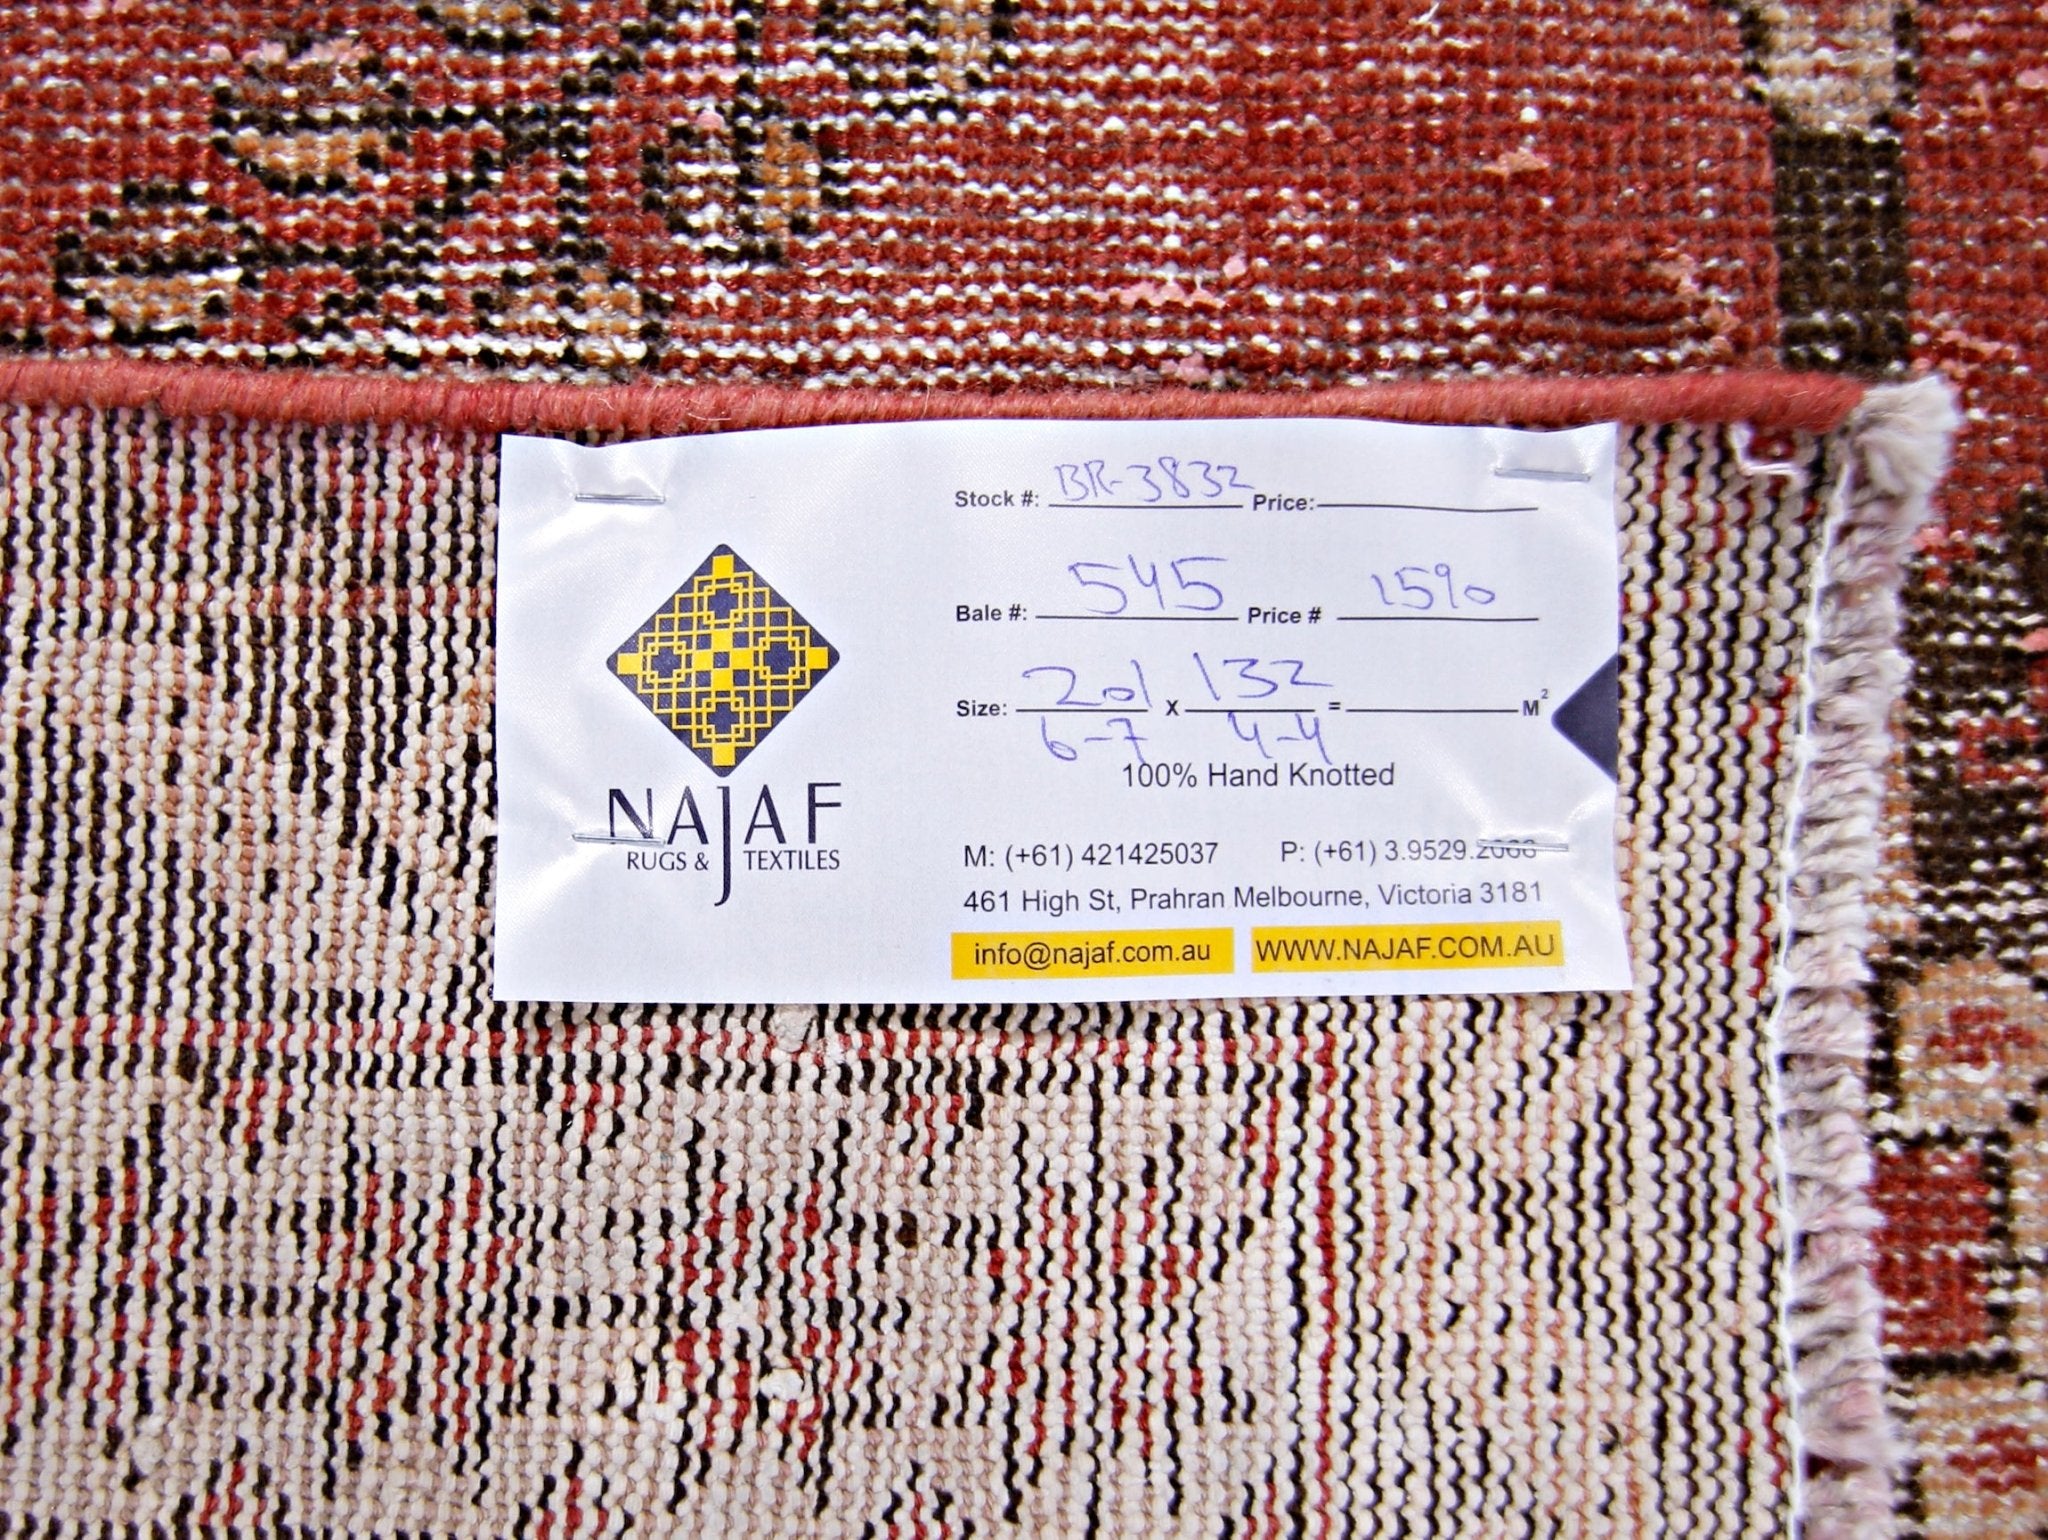 Stock #: BR-3832 Price:
Bale #: 545 Price # 1590
Size: 201 x 132 = M²
6-7 4-4
100% Hand Knotted
NAJAF
RUGS & TEXTILES
M: (+61) 421425037 P: (+61) 3.9529.2068
461 High St, Prahran Melbourne, Victoria 3181
info@najaf.com.au WWW.NAJAF.COM.AU